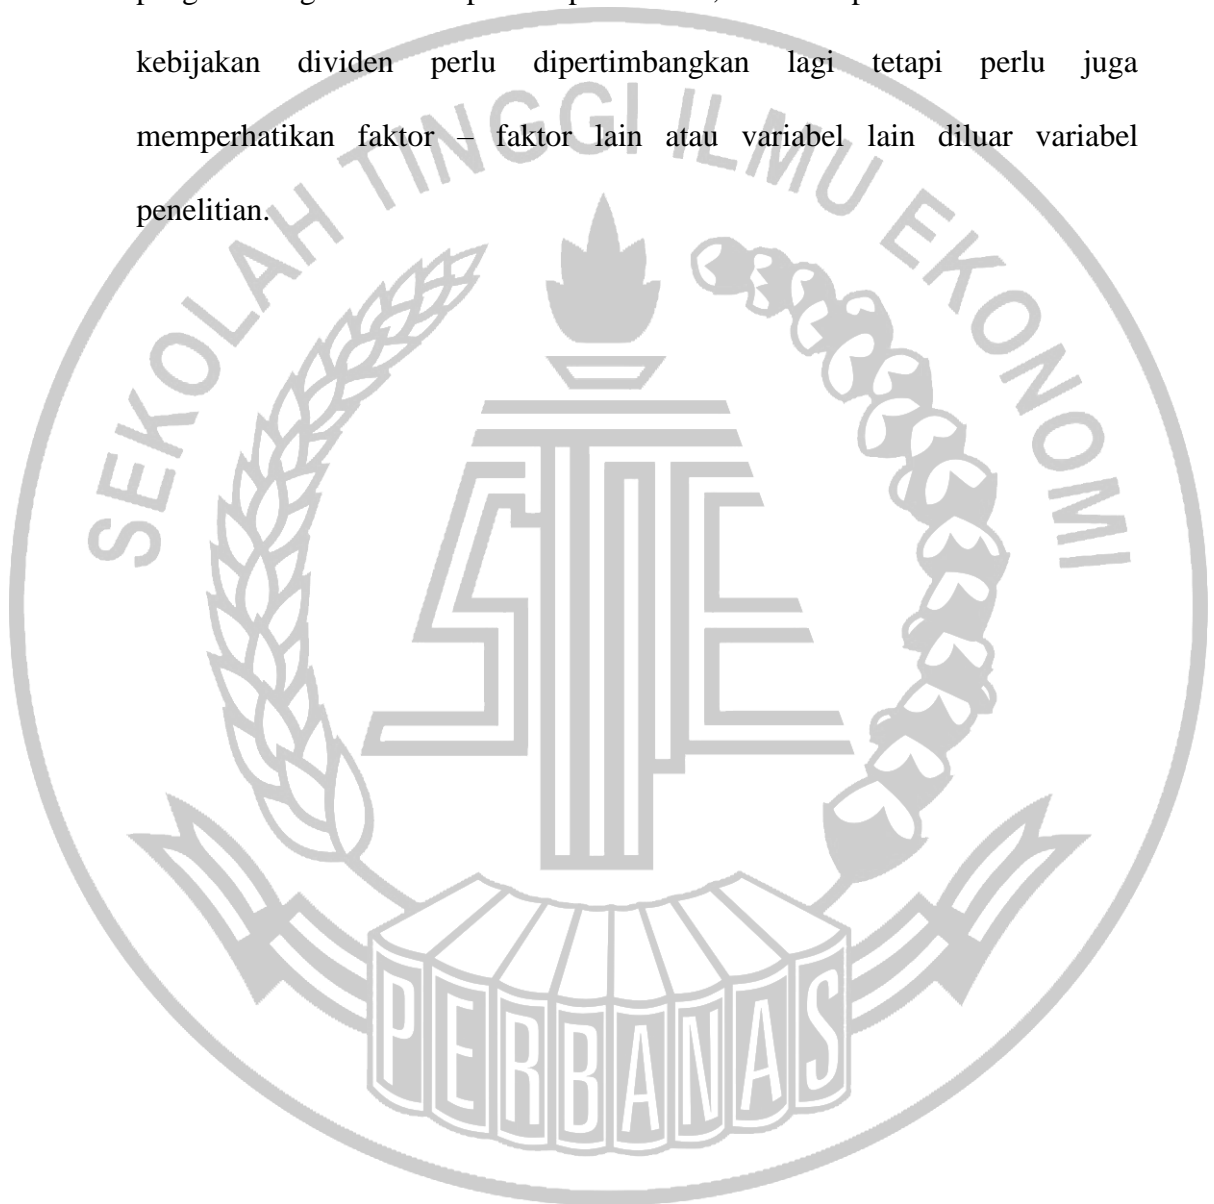 kebijakan dividen perlu dipertimbangkan lagi tetapi perlu juga
memperhatikan faktor – faktor lain atau variabel lain diluar variabel
penelitian.
SEKOLAH TINGGI ILMU EKONOMI
STIE
PERBANAS